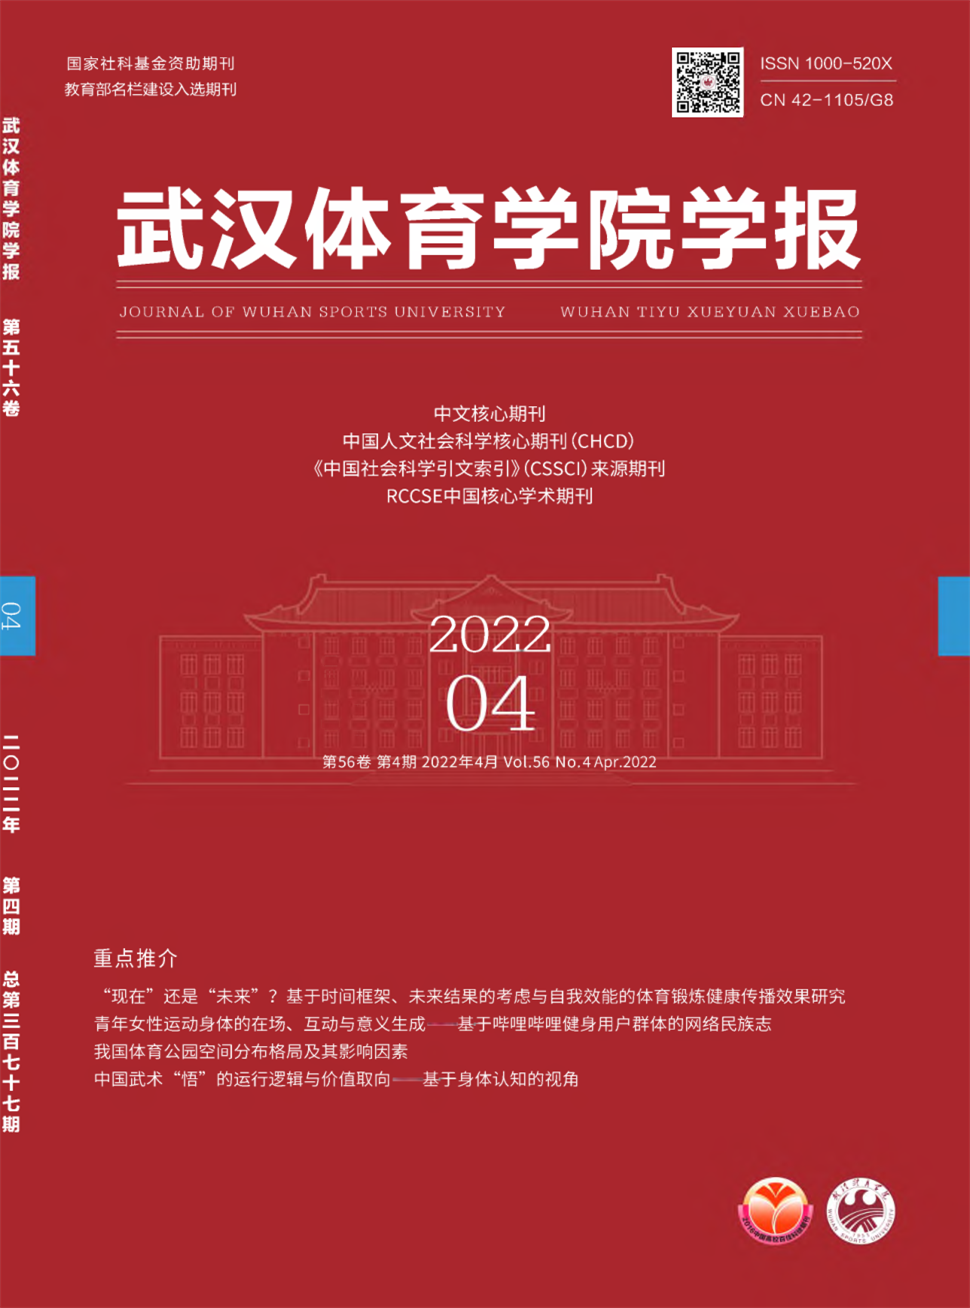 国家社科基金资助期刊
教育部名栏建设入选期刊
ISSN 1000-520X
CN 42-1105/G8
武汉体育学院学报
JOURNAL OF WUHAN SPORTS UNIVERSITY WUHAN TIYU XUEYUAN XUEBAO
中文核心期刊
中国人文社会科学核心期刊(CHCD)
《中国社会科学引文索引》(CSSCI)来源期刊
RCCSE中国核心学术期刊
2022
04
第56卷 第4期 2022年4月 Vol.56 No.4 Apr.2022
重点推介
“现在”还是“未来”？基于时间框架、未来结果的考虑与自我效能的体育锻炼健康传播效果研究
青年女性运动身体的在场、互动与意义生成——基于哔哩哔哩健身用户群体的网络民族志
我国体育公园空间分布格局及其影响因素
中国武术“悟”的运行逻辑与价值取向——基于身体认知的视角
武汉体育学院学报 第五十六卷 04 二〇二二年 第四期 总第三百七十七期
武汉体育学院
WUHAN SPORTS UNIVERSITY
1953